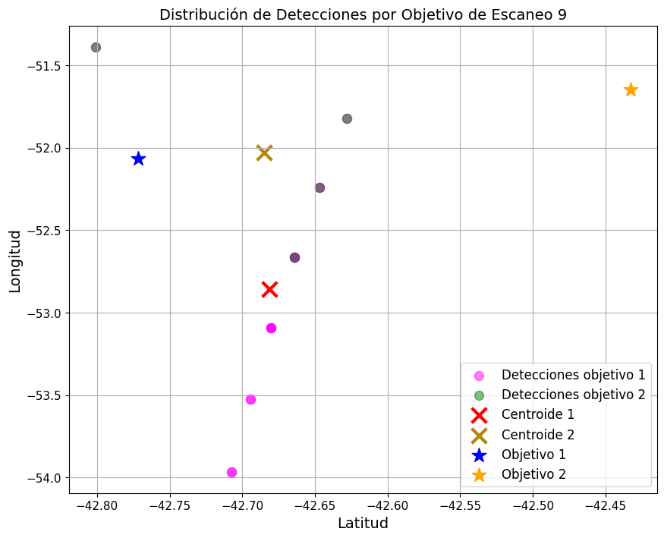 Distribución de Detecciones por Objetivo de Escaneo 9
Longitud
−51.5
−52.0
−52.5
−53.0
−53.5
−54.0
Detecciones objetivo 1
Detecciones objetivo 2
Centroide 1
Centroide 2
Objetivo 1
Objetivo 2
−42.80 −42.75 −42.70 −42.65 −42.60 −42.55 −42.50 −42.45
Latitud